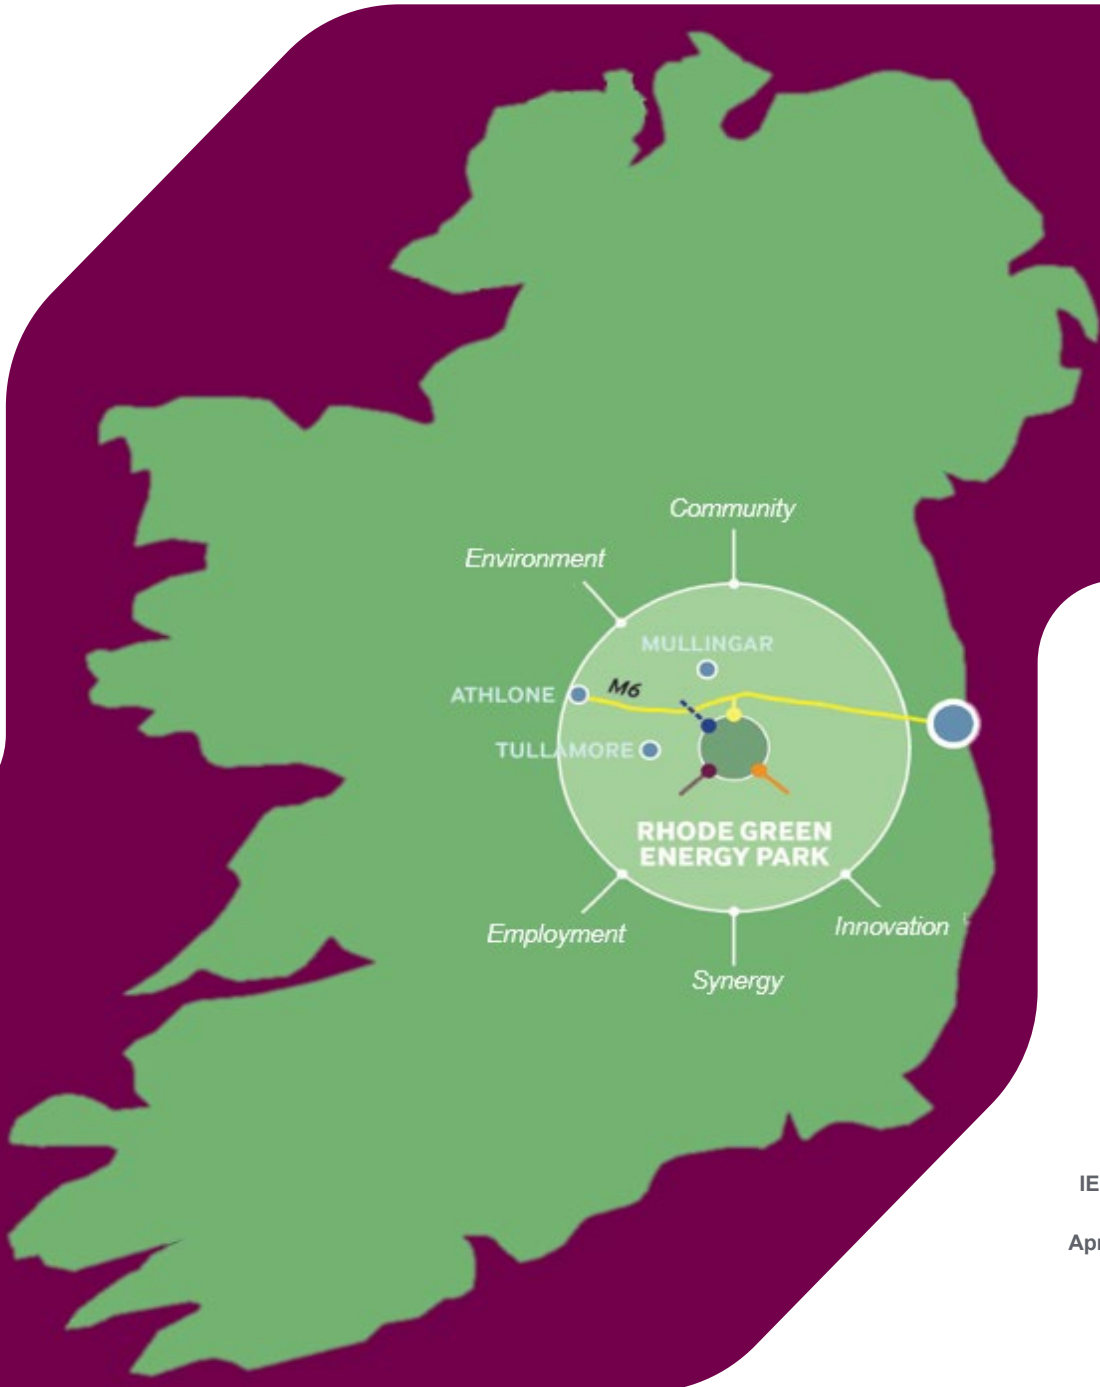 Community
Environment
MULLINGAR
ATHLONE
M6
TULLAMORE
RHODE GREEN
ENERGY PARK
Employment
Innovation
Synergy
IE
Apr